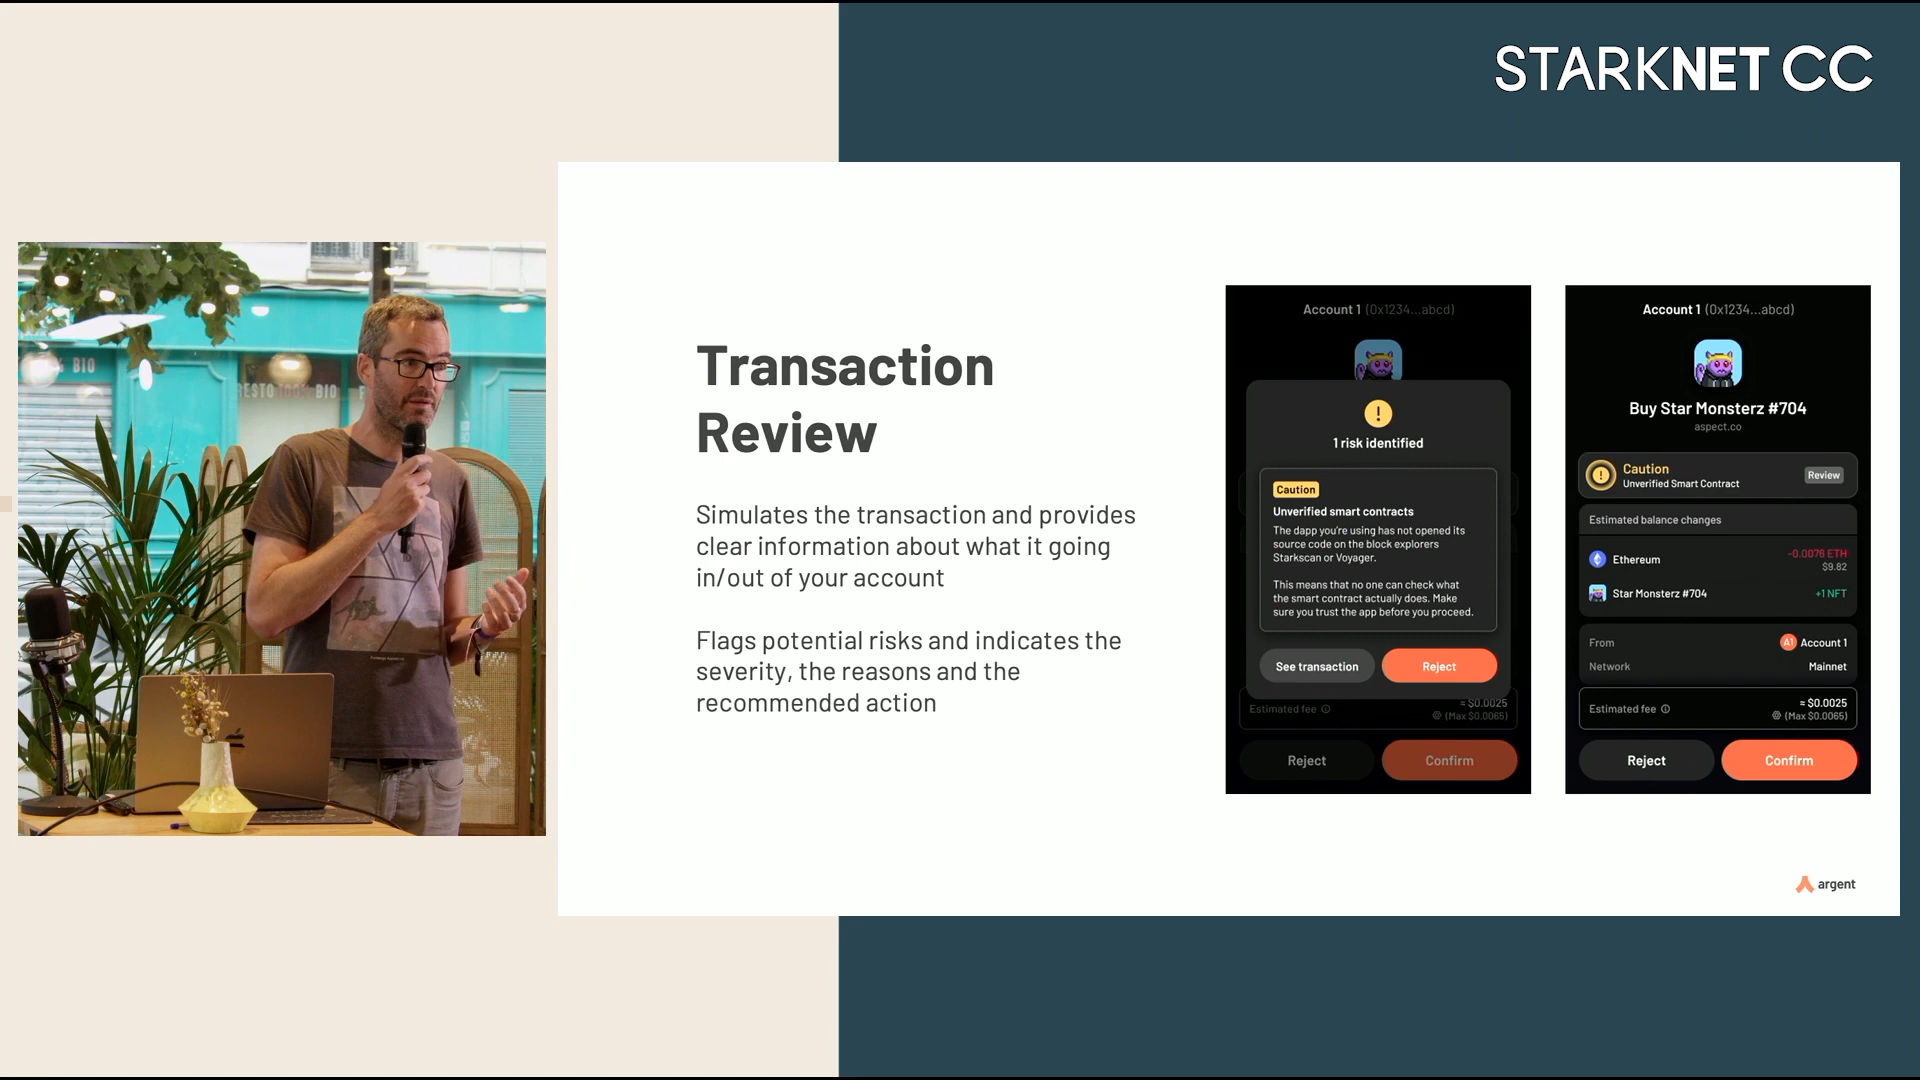 STARKNET CC
BIO
RESTO 100% BIO
Transaction
Review
Simulates the transaction and provides
clear information about what it going
in/out of your account
Flags potential risks and indicates the
severity, the reasons and the
recommended action
Account 1 (0x1234...abcd)
1 risk identified
Caution
Unverified smart contracts
The dapp you're using has not opened its
source code on the block explorers
Starkscan or Voyager.
This means that no one can check what
the smart contract actually does. Make
sure you trust the app before you proceed.
See transaction Reject
Estimated fee ≈ $0.0025
(Max $0.0065)
Reject Confirm
Account 1 (0x1234...abcd)
Buy Star Monsterz #704
aspect.co
Caution
Unverified Smart Contract
Review
Estimated balance changes
Ethereum -0.0076 ETH
$9.82
Star Monsterz #704 +1 NFT
From A1 Account 1
Network Mainnet
Estimated fee ≈ $0.0025
(Max $0.0065)
Reject Confirm
argent